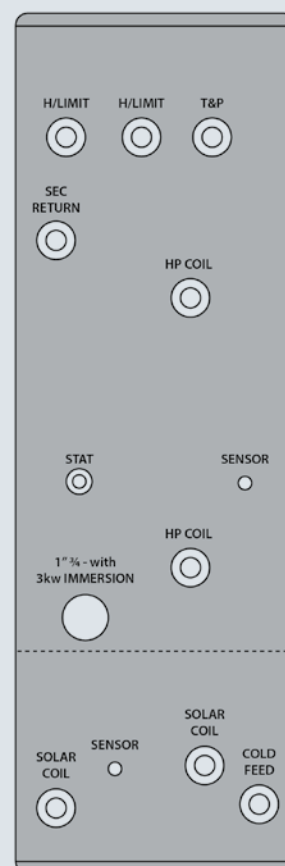 H/LIMIT
H/LIMIT
T&P
SEC
RETURN
HP COIL
STAT
SENSOR
HP COIL
1" ¾ - with
3kw IMMERSION
SOLAR
COIL
SENSOR
SOLAR
COIL
COLD
FEED